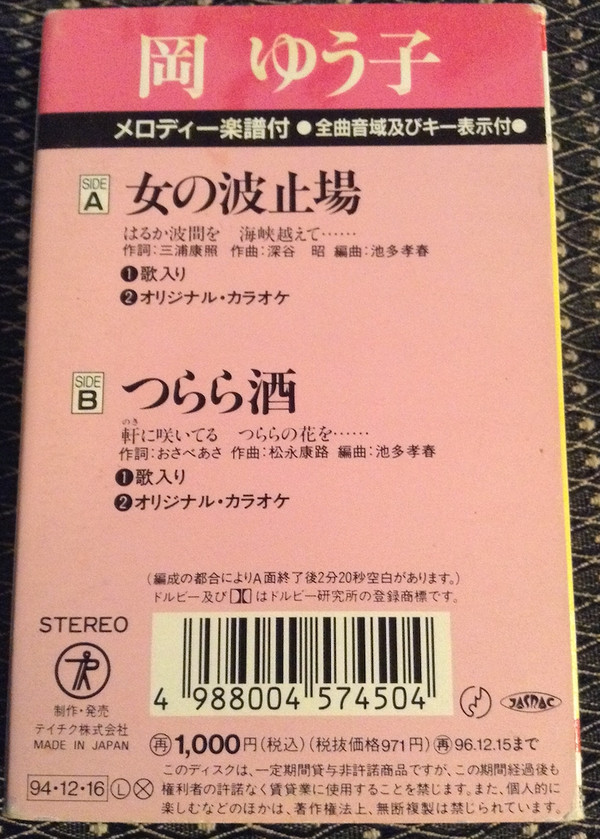 岡 ゆう子
メロディー楽譜付 ●全曲音域及びキー表示付●
SIDE A 女の波止場
はるか波間を 海峡越えて……
作詞:三浦康照 作曲:深谷 昭 編曲:池多孝春
❶歌入り
❷オリジナル・カラオケ
SIDE B つらら酒
のき
軒に咲いてる つららの花を……
作詞:おさべあさ 作曲:松永康路 編曲:池多孝春
❶歌入り
❷オリジナル・カラオケ
(編成の都合によりA面終了後2分20秒空白があります。)
ドルビー及びはドルビー研究所の登録商標です。
STEREO
制作・発売
テイチク株式会社
MADE IN JAPAN
4 988004 574504
JASRAC
再1,000円(税込)(税抜価格971円)再96.12.15まで
94・12・16 L X
このディスクは、一定期間貸与非許諾商品ですが、この期間経過後も
権利者の許諾なく賃貸業に使用することを禁じます。また、個人的に
楽しむなどのほかは、著作権法上、無断複製は禁じられています。